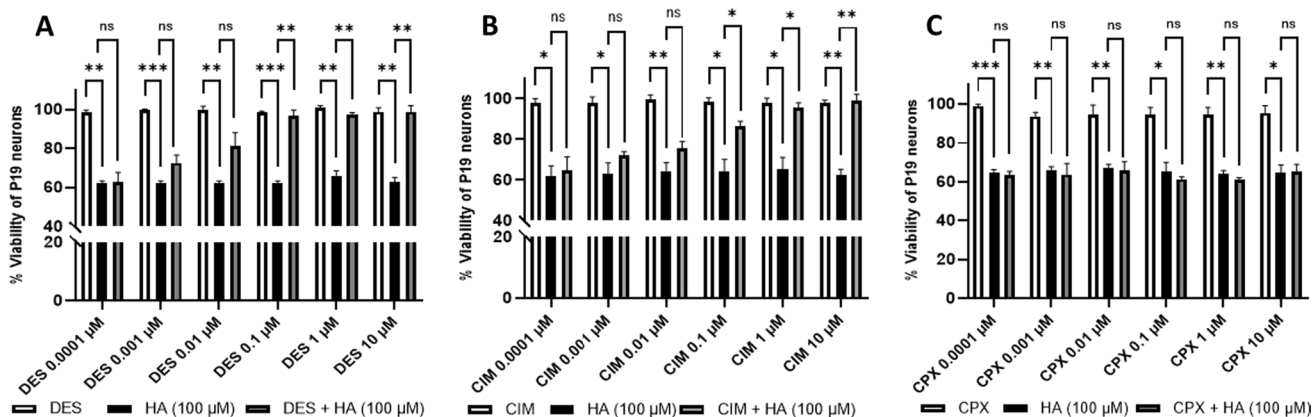 A
ns ns ns ** ** **
** *** ** *** ** **
% Viability of P19 neurons
100
80
60
40
20
0
DES 0.0001 µM
DES 0.001 µM
DES 0.01 µM
DES 0.1 µM
DES 1 µM
DES 10 µM
DES HA (100 µM) DES + HA (100 µM)
B
ns ns ns * * **
* * ** * * **
% Viability of P19 neurons
100
80
60
40
20
0
CIM 0.0001 µM
CIM 0.001 µM
CIM 0.01 µM
CIM 0.1 µM
CIM 1 µM
CIM 10 µM
CIM HA (100 µM) CIM + HA (100 µM)
C
ns ns ns ns ns ns
*** ** ** * ** *
% Viability of P19 neurons
100
80
60
40
20
0
CPX 0.0001 µM
CPX 0.001 µM
CPX 0.01 µM
CPX 0.1 µM
CPX 1 µM
CPX 10 µM
CPX HA (100 µM) CPX + HA (100 µM)